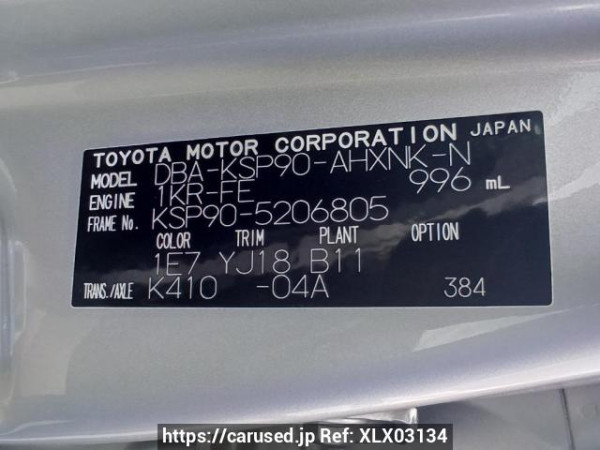 TOYOTA MOTOR CORPORATION JAPAN
MODEL DBA-KSP90-AHXNK-N
ENGINE 1KR-FE 996 mL
FRAME No. KSP90-5206805
COLOR TRIM PLANT OPTION
1E7 YJ18 B11
TRANS./AXLE K410 -04A 384
https://carused.jp Ref: XLX03134